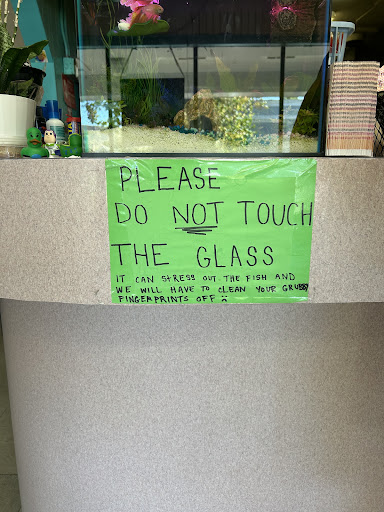 PLEASE
DO NOT TOUCH
THE GLASS
IT CAN STRESS OUT THE FISH AND
WE WILL HAVE TO CLEAN YOUR GRUBBY
FINGERPRINTS OFF :(